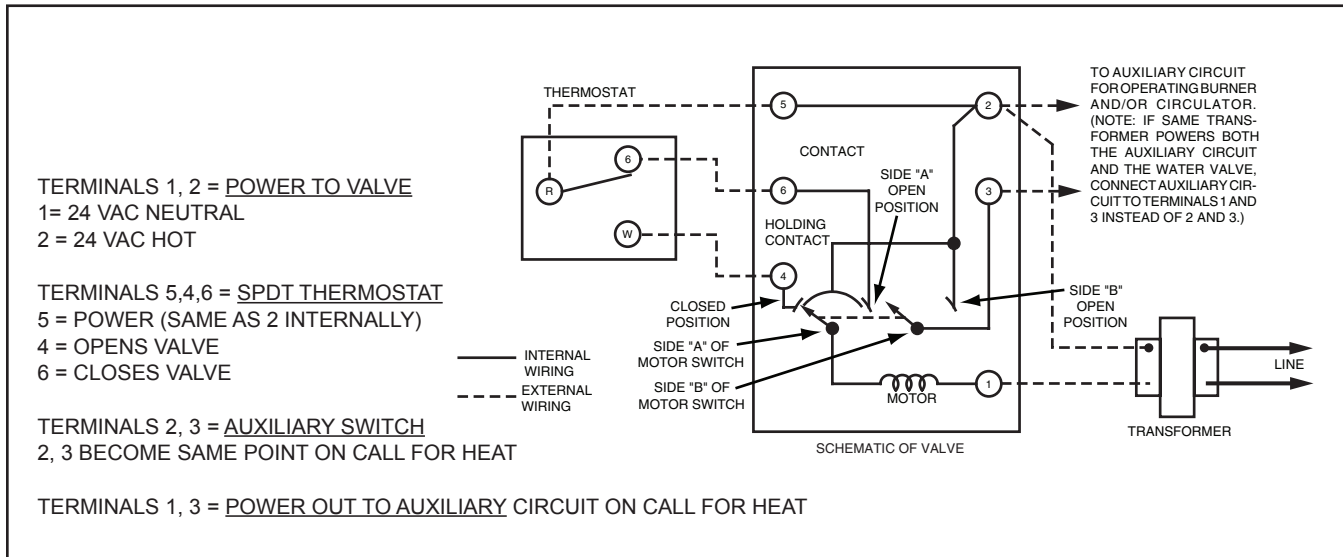 TERMINALS 1, 2 = POWER TO VALVE
1= 24 VAC NEUTRAL
2 = 24 VAC HOT
TERMINALS 5,4,6 = SPDT THERMOSTAT
5 = POWER (SAME AS 2 INTERNALLY)
4 = OPENS VALVE
6 = CLOSES VALVE
TERMINALS 2, 3 = AUXILIARY SWITCH
2, 3 BECOME SAME POINT ON CALL FOR HEAT
TERMINALS 1, 3 = POWER OUT TO AUXILIARY CIRCUIT ON CALL FOR HEAT
INTERNAL
WIRING
EXTERNAL
WIRING
THERMOSTAT
R
6
W
5
2
CONTACT
6
3
SIDE "A"
OPEN
POSITION
HOLDING
CONTACT
4
CLOSED
POSITION
SIDE "A" OF
MOTOR SWITCH
SIDE "B" OF
MOTOR SWITCH
MOTOR
1
SCHEMATIC OF VALVE
TO AUXILIARY CIRCUIT
FOR OPERATING BURNER
AND/OR CIRCULATOR.
(NOTE: IF SAME TRANS-
FORMER POWERS BOTH
THE AUXILIARY CIRCUIT
AND THE WATER VALVE,
CONNECT AUXILIARY CIR-
CUIT TO TERMINALS 1 AND
3 INSTEAD OF 2 AND 3.)
SIDE "B"
OPEN
POSITION
LINE
TRANSFORMER